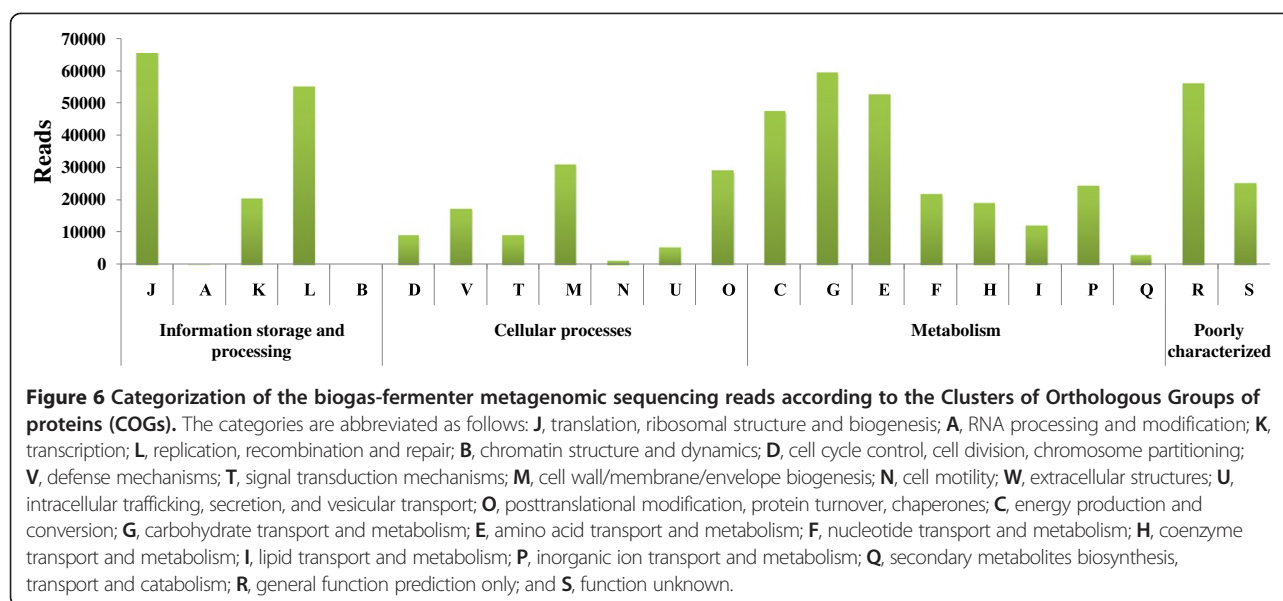 70000
60000
50000
40000
30000
20000
10000
0
Reads
J A K L B D V T M N U O C G E F H I P Q R S
Information storage and processing
Cellular processes
Metabolism
Poorly characterized
Figure 6 Categorization of the biogas-fermenter metagenomic sequencing reads according to the Clusters of Orthologous Groups of
proteins (COGs). The categories are abbreviated as follows: J, translation, ribosomal structure and biogenesis; A, RNA processing and modification; K,
transcription; L, replication, recombination and repair; B, chromatin structure and dynamics; D, cell cycle control, cell division, chromosome partitioning;
V, defense mechanisms; T, signal transduction mechanisms; M, cell wall/membrane/envelope biogenesis; N, cell motility; W, extracellular structures; U,
intracellular trafficking, secretion, and vesicular transport; O, posttranslational modification, protein turnover, chaperones; C, energy production and
conversion; G, carbohydrate transport and metabolism; E, amino acid transport and metabolism; F, nucleotide transport and metabolism; H, coenzyme
transport and metabolism; I, lipid transport and metabolism; P, inorganic ion transport and metabolism; Q, secondary metabolites biosynthesis,
transport and catabolism; R, general function prediction only; and S, function unknown.